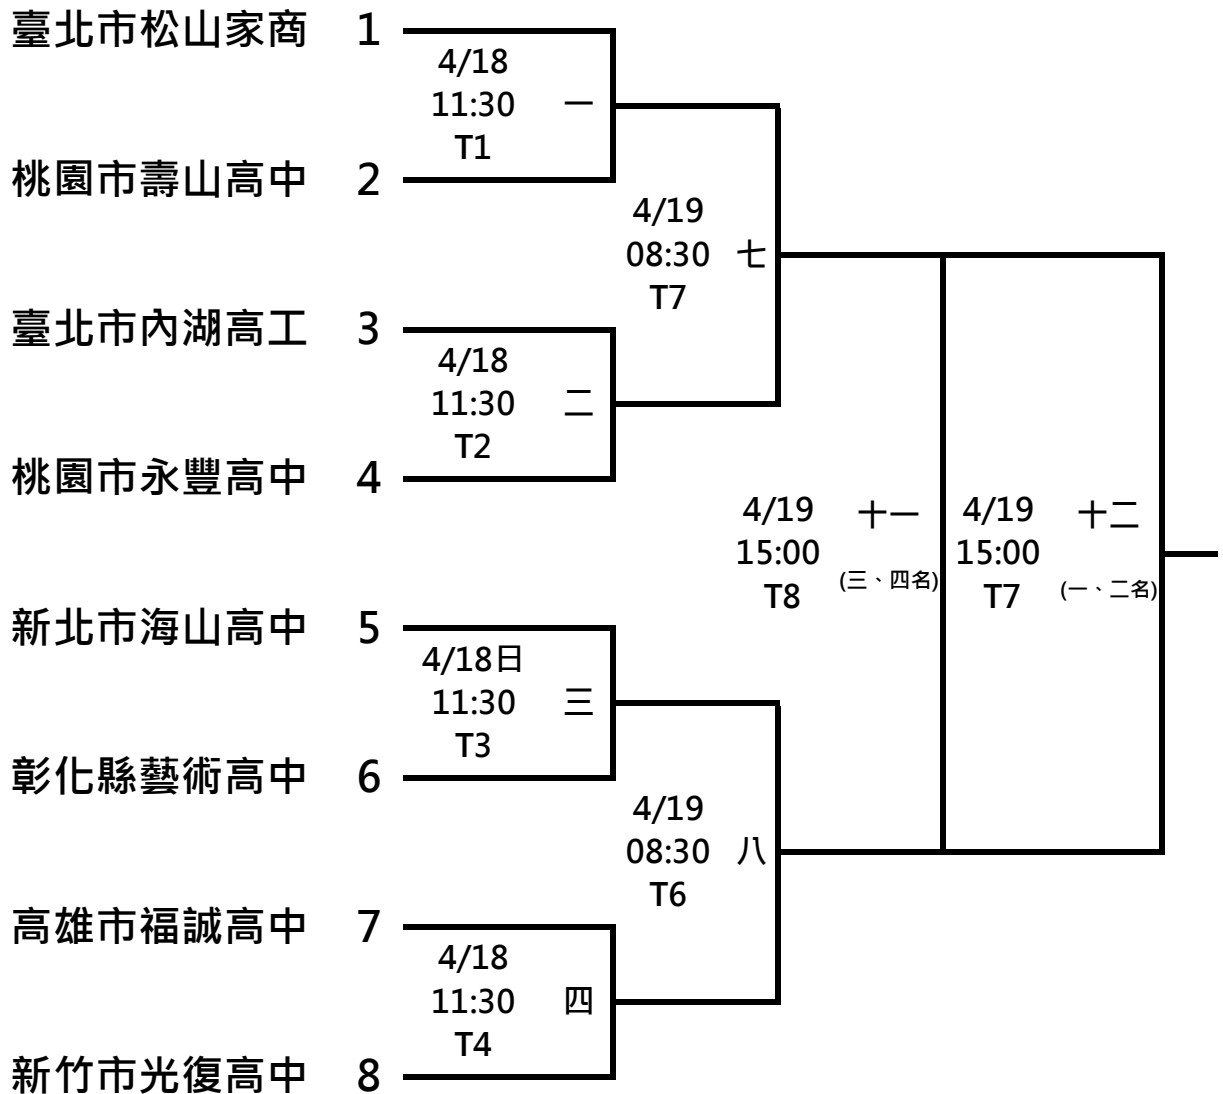 臺北市松山家商 1
4/18
11:30 一
T1
桃園市壽山高中 2
4/19
08:30 七
T7
臺北市內湖高工 3
4/18
11:30 二
T2
桃園市永豐高中 4
4/19 十一
15:00
T8 (三、四名)
4/19 十二
15:00
T7 (一、二名)
新北市海山高中 5
4/18日
11:30 三
T3
彰化縣藝術高中 6
4/19
08:30 八
T6
高雄市福誠高中 7
4/18
11:30 四
T4
新竹市光復高中 8